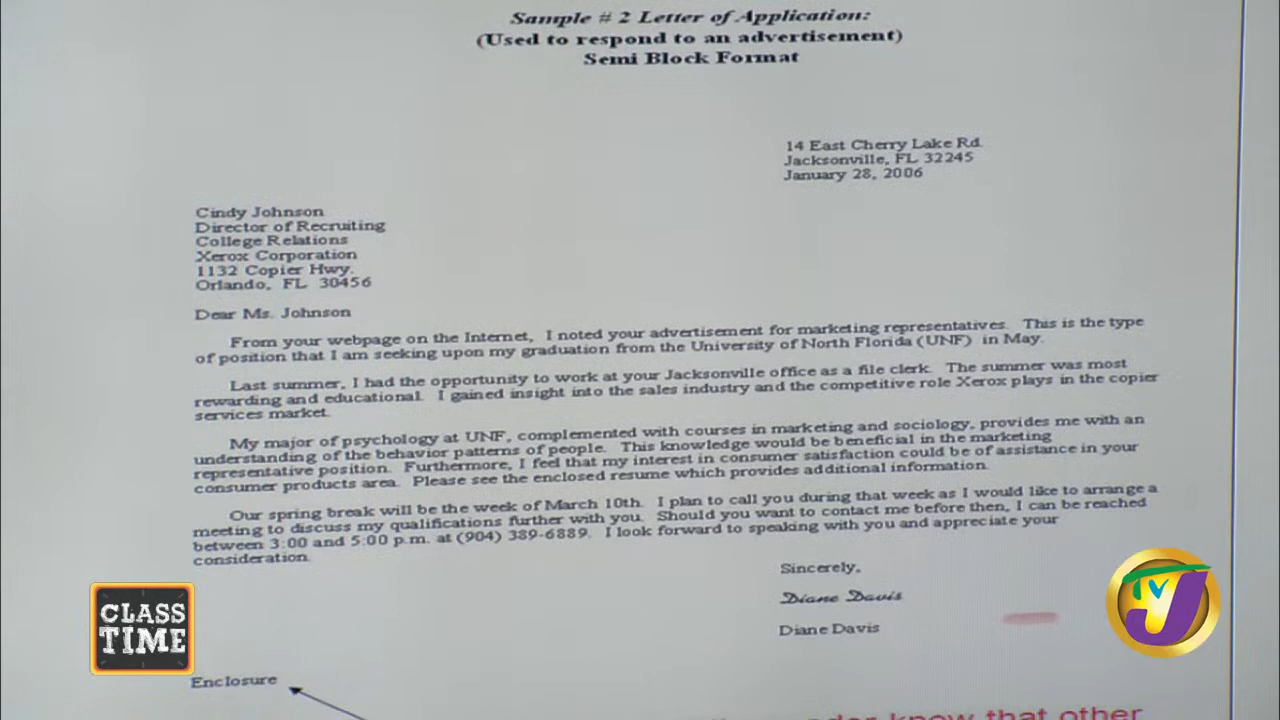 Sample # 2 Letter of Application:
(Used to respond to an advertisement)
Semi Block Format
14 East Cherry Lake Rd.
Jacksonville, FL 32245
January 28, 2006
Cindy Johnson
Director of Recruiting
College Relations
Xerox Corporation
1132 Copier Hwy.
Orlando, FL 30456
Dear Ms. Johnson
From your webpage on the Internet, I noted your advertisement for marketing representatives. This is the type
of position that I am seeking upon my graduation from the University of North Florida (UNF) in May.
Last summer, I had the opportunity to work at your Jacksonville office as a file clerk. The summer was most
rewarding and educational. I gained insight into the sales industry and the competitive role Xerox plays in the copier
services market.
My major of psychology at UNF, complemented with courses in marketing and sociology, provides me with an
understanding of the behavior patterns of people. This knowledge would be beneficial in the marketing
representative position. Furthermore, I feel that my interest in consumer satisfaction could be of assistance in your
consumer products area. Please see the enclosed resume which provides additional information.
Our spring break will be the week of March 10th. I plan to call you during that week as I would like to arrange a
meeting to discuss my qualifications further with you. Should you want to contact me before then, I can be reached
between 3:00 and 5:00 p.m. at (904) 389-6889. I look forward to speaking with you and appreciate your
consideration.
Sincerely,
Diane Davis
Diane Davis
CLASS
TIME
TVJ
Enclosure
know that other